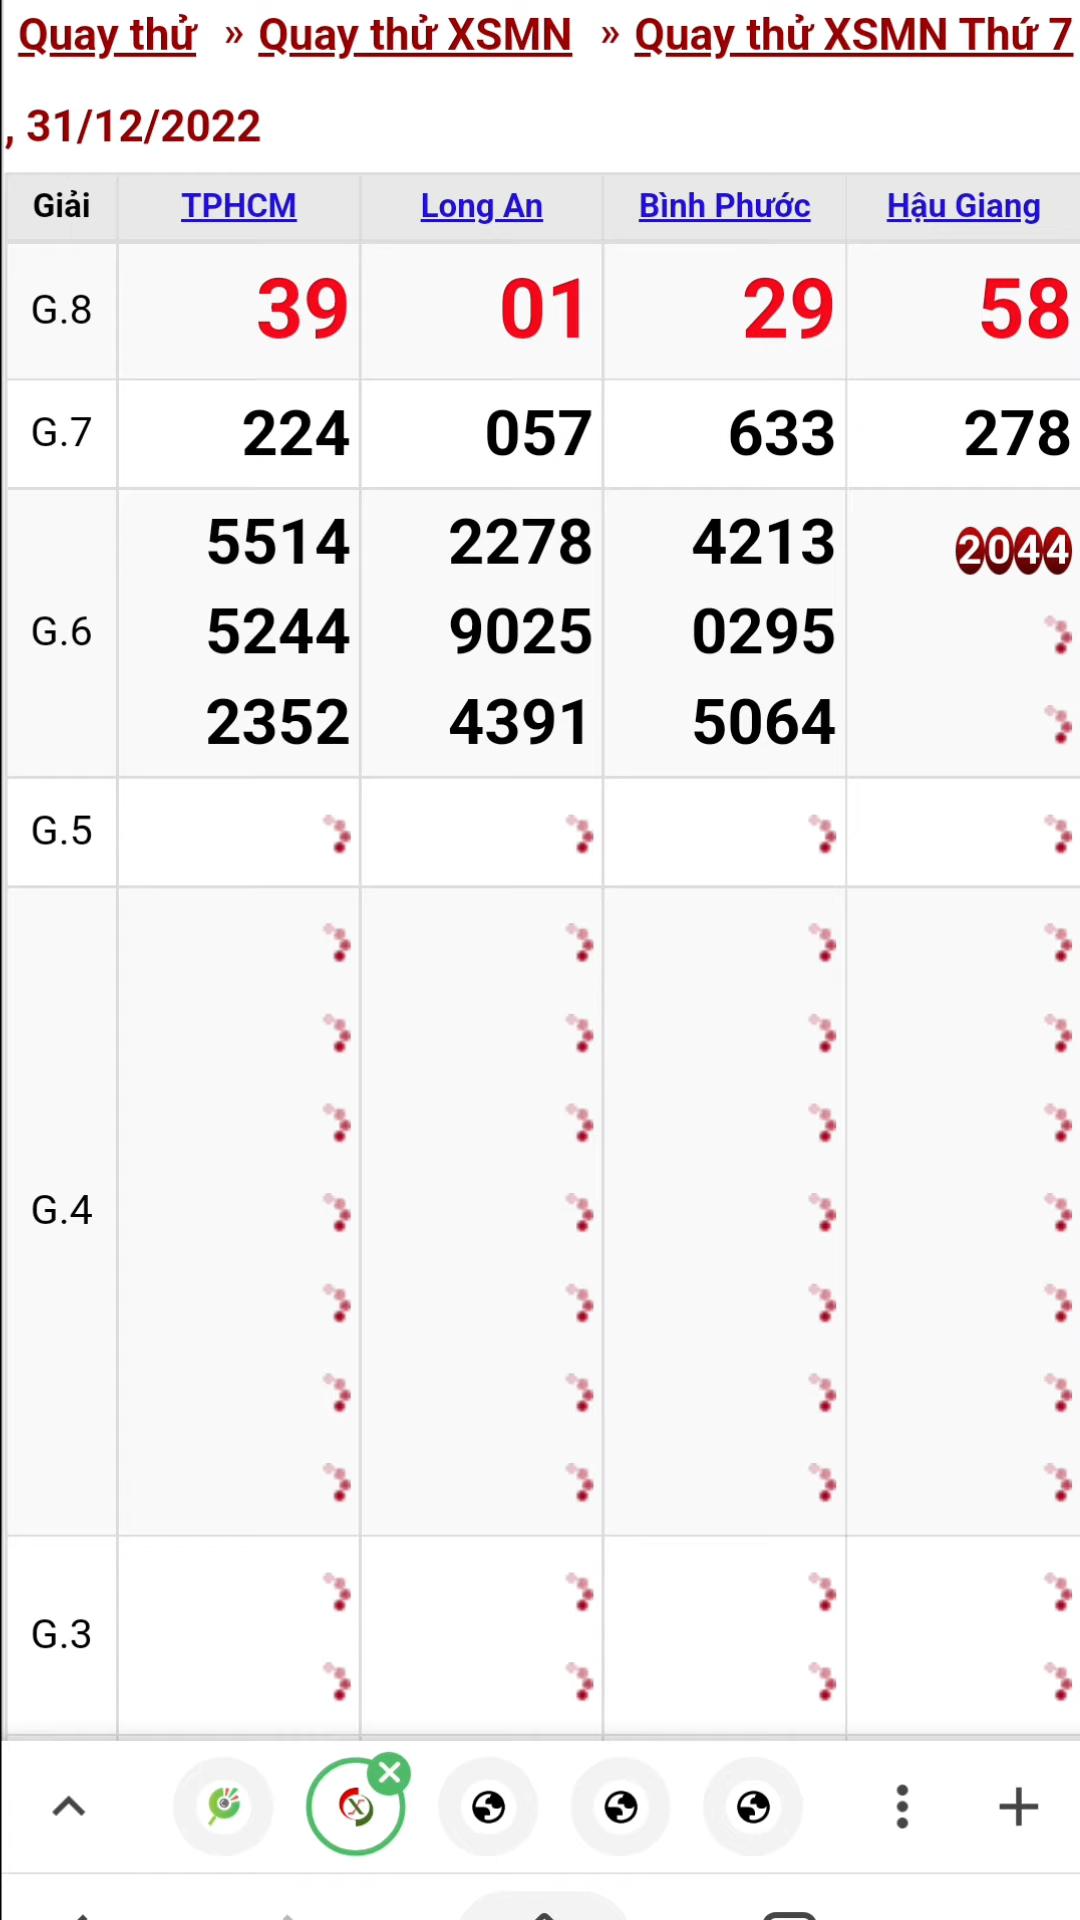 Quay thử » Quay thử XSMN » Quay thử XSMN Thứ 7
, 31/12/2022
Giải TPHCM Long An Bình Phước Hậu Giang
G.8 39 01 29 58
G.7 224 057 633 278
5514 2278 4213 2044
G.6 5244 9025 0295
2352 4391 5064
G.5
G.4
G.3